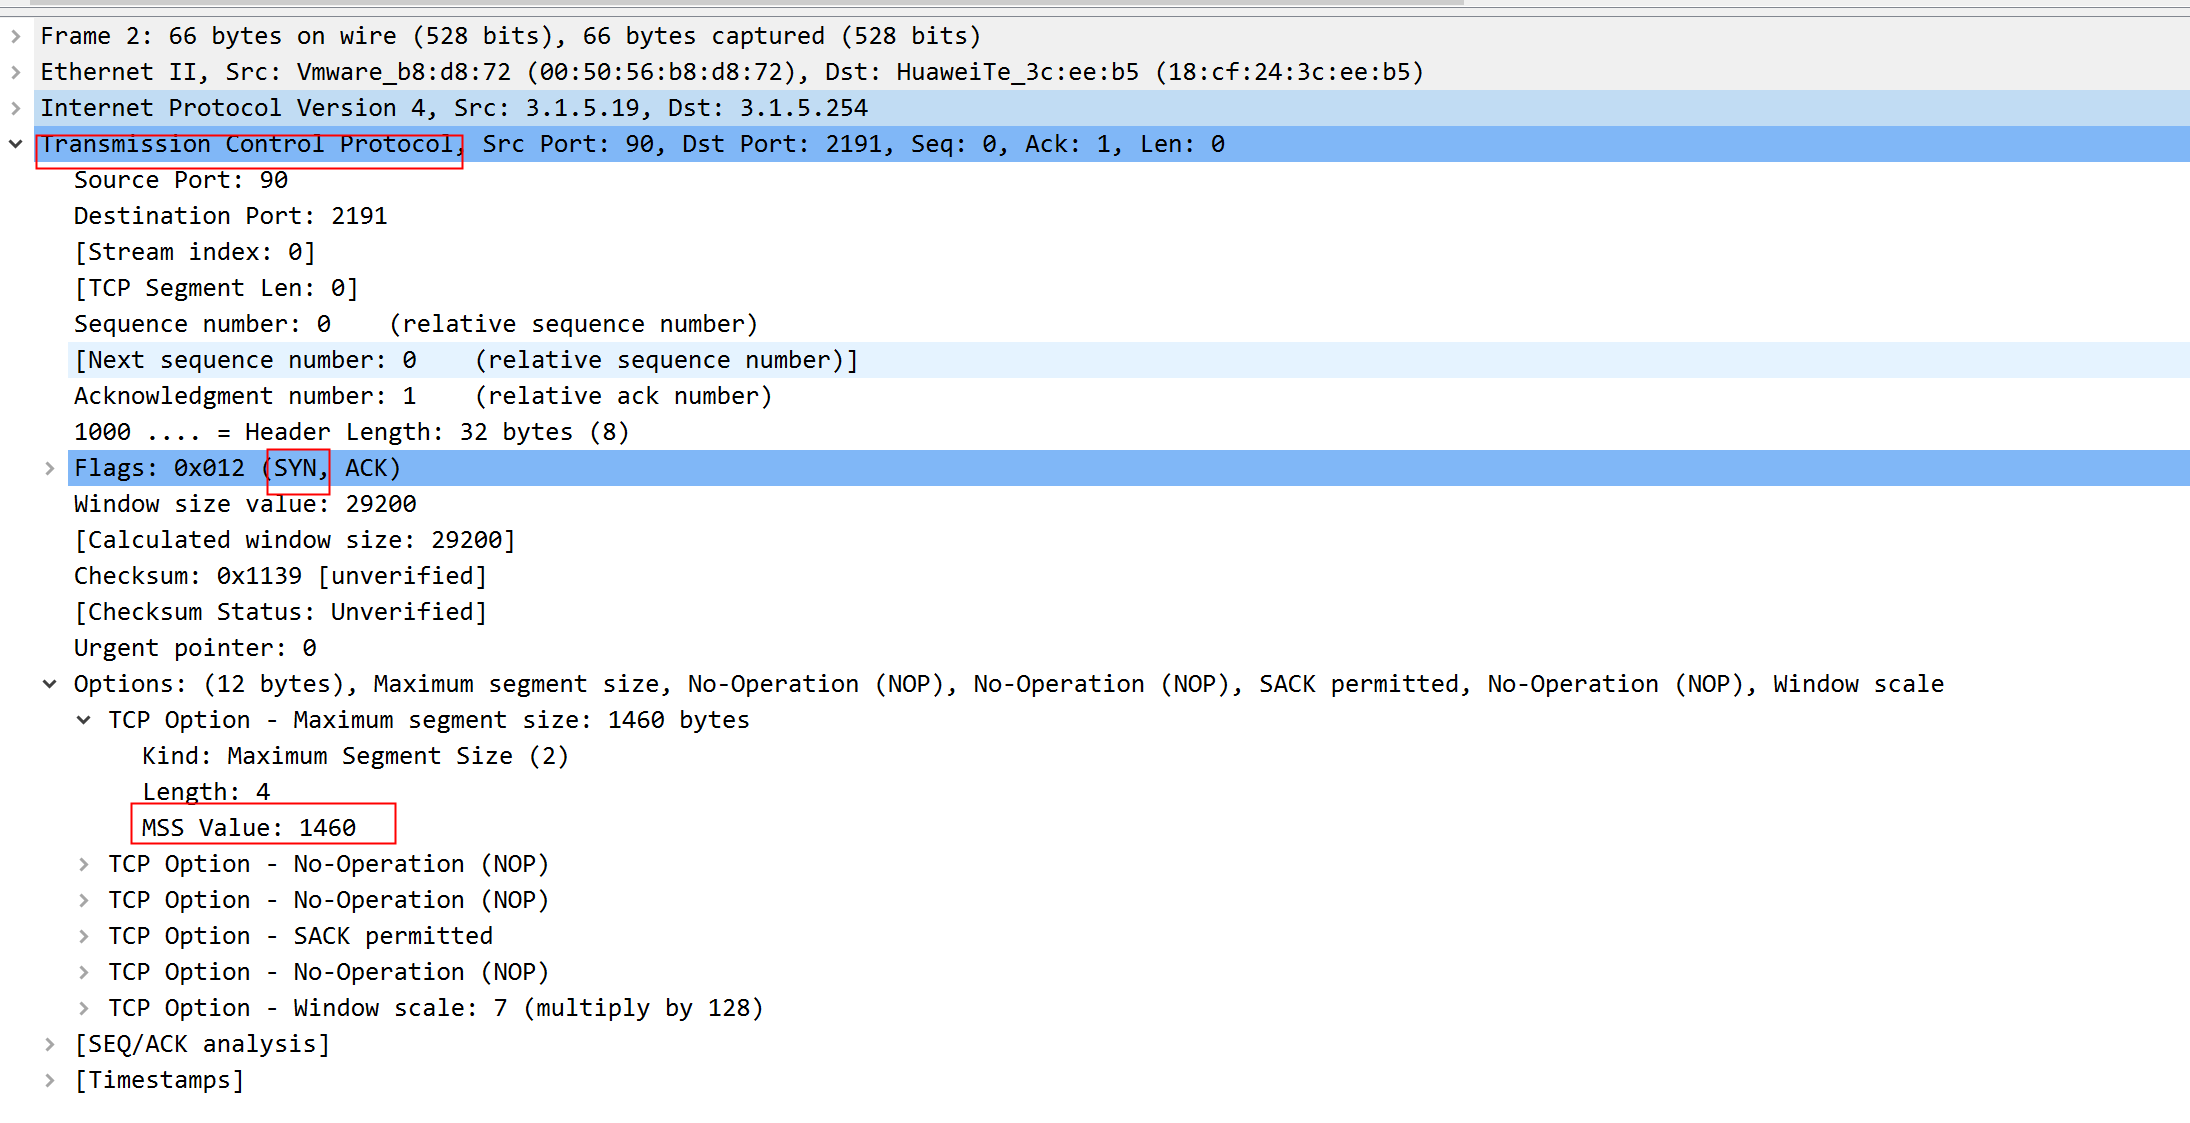 Frame 2: 66 bytes on wire (528 bits), 66 bytes captured (528 bits)
Ethernet II, Src: Vmware_b8:d8:72 (00:50:56:b8:d8:72), Dst: HuaweiTe_3c:ee:b5 (18:cf:24:3c:ee:b5)
Internet Protocol Version 4, Src: 3.1.5.19, Dst: 3.1.5.254
Transmission Control Protocol, Src Port: 90, Dst Port: 2191, Seq: 0, Ack: 1, Len: 0
Source Port: 90
Destination Port: 2191
[Stream index: 0]
[TCP Segment Len: 0]
Sequence number: 0    (relative sequence number)
[Next sequence number: 0    (relative sequence number)]
Acknowledgment number: 1    (relative ack number)
1000 .... = Header Length: 32 bytes (8)
Flags: 0x012 (SYN, ACK)
Window size value: 29200
[Calculated window size: 29200]
Checksum: 0x1139 [unverified]
[Checksum Status: Unverified]
Urgent pointer: 0
Options: (12 bytes), Maximum segment size, No-Operation (NOP), No-Operation (NOP), SACK permitted, No-Operation (NOP), Window scale
TCP Option - Maximum segment size: 1460 bytes
Kind: Maximum Segment Size (2)
Length: 4
MSS Value: 1460
TCP Option - No-Operation (NOP)
TCP Option - No-Operation (NOP)
TCP Option - SACK permitted
TCP Option - No-Operation (NOP)
TCP Option - Window scale: 7 (multiply by 128)
[SEQ/ACK analysis]
[Timestamps]